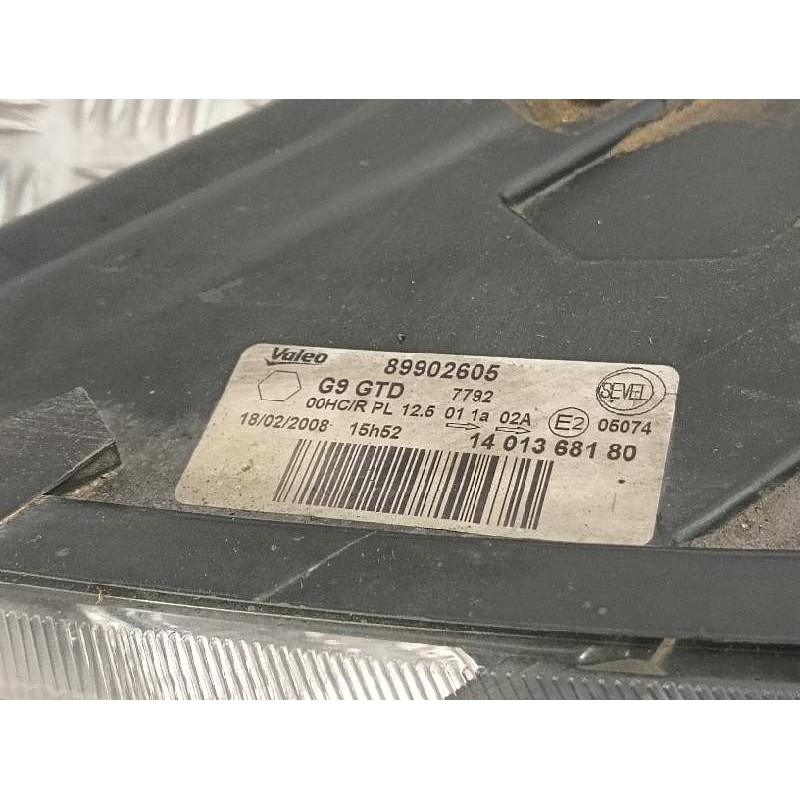 Valeo 89902605
G9 GTD 7792 SEVEL
00HC/R PL 12.5 01 1a 02A E2 05074
18/02/2008 15h52 14 013 681 80